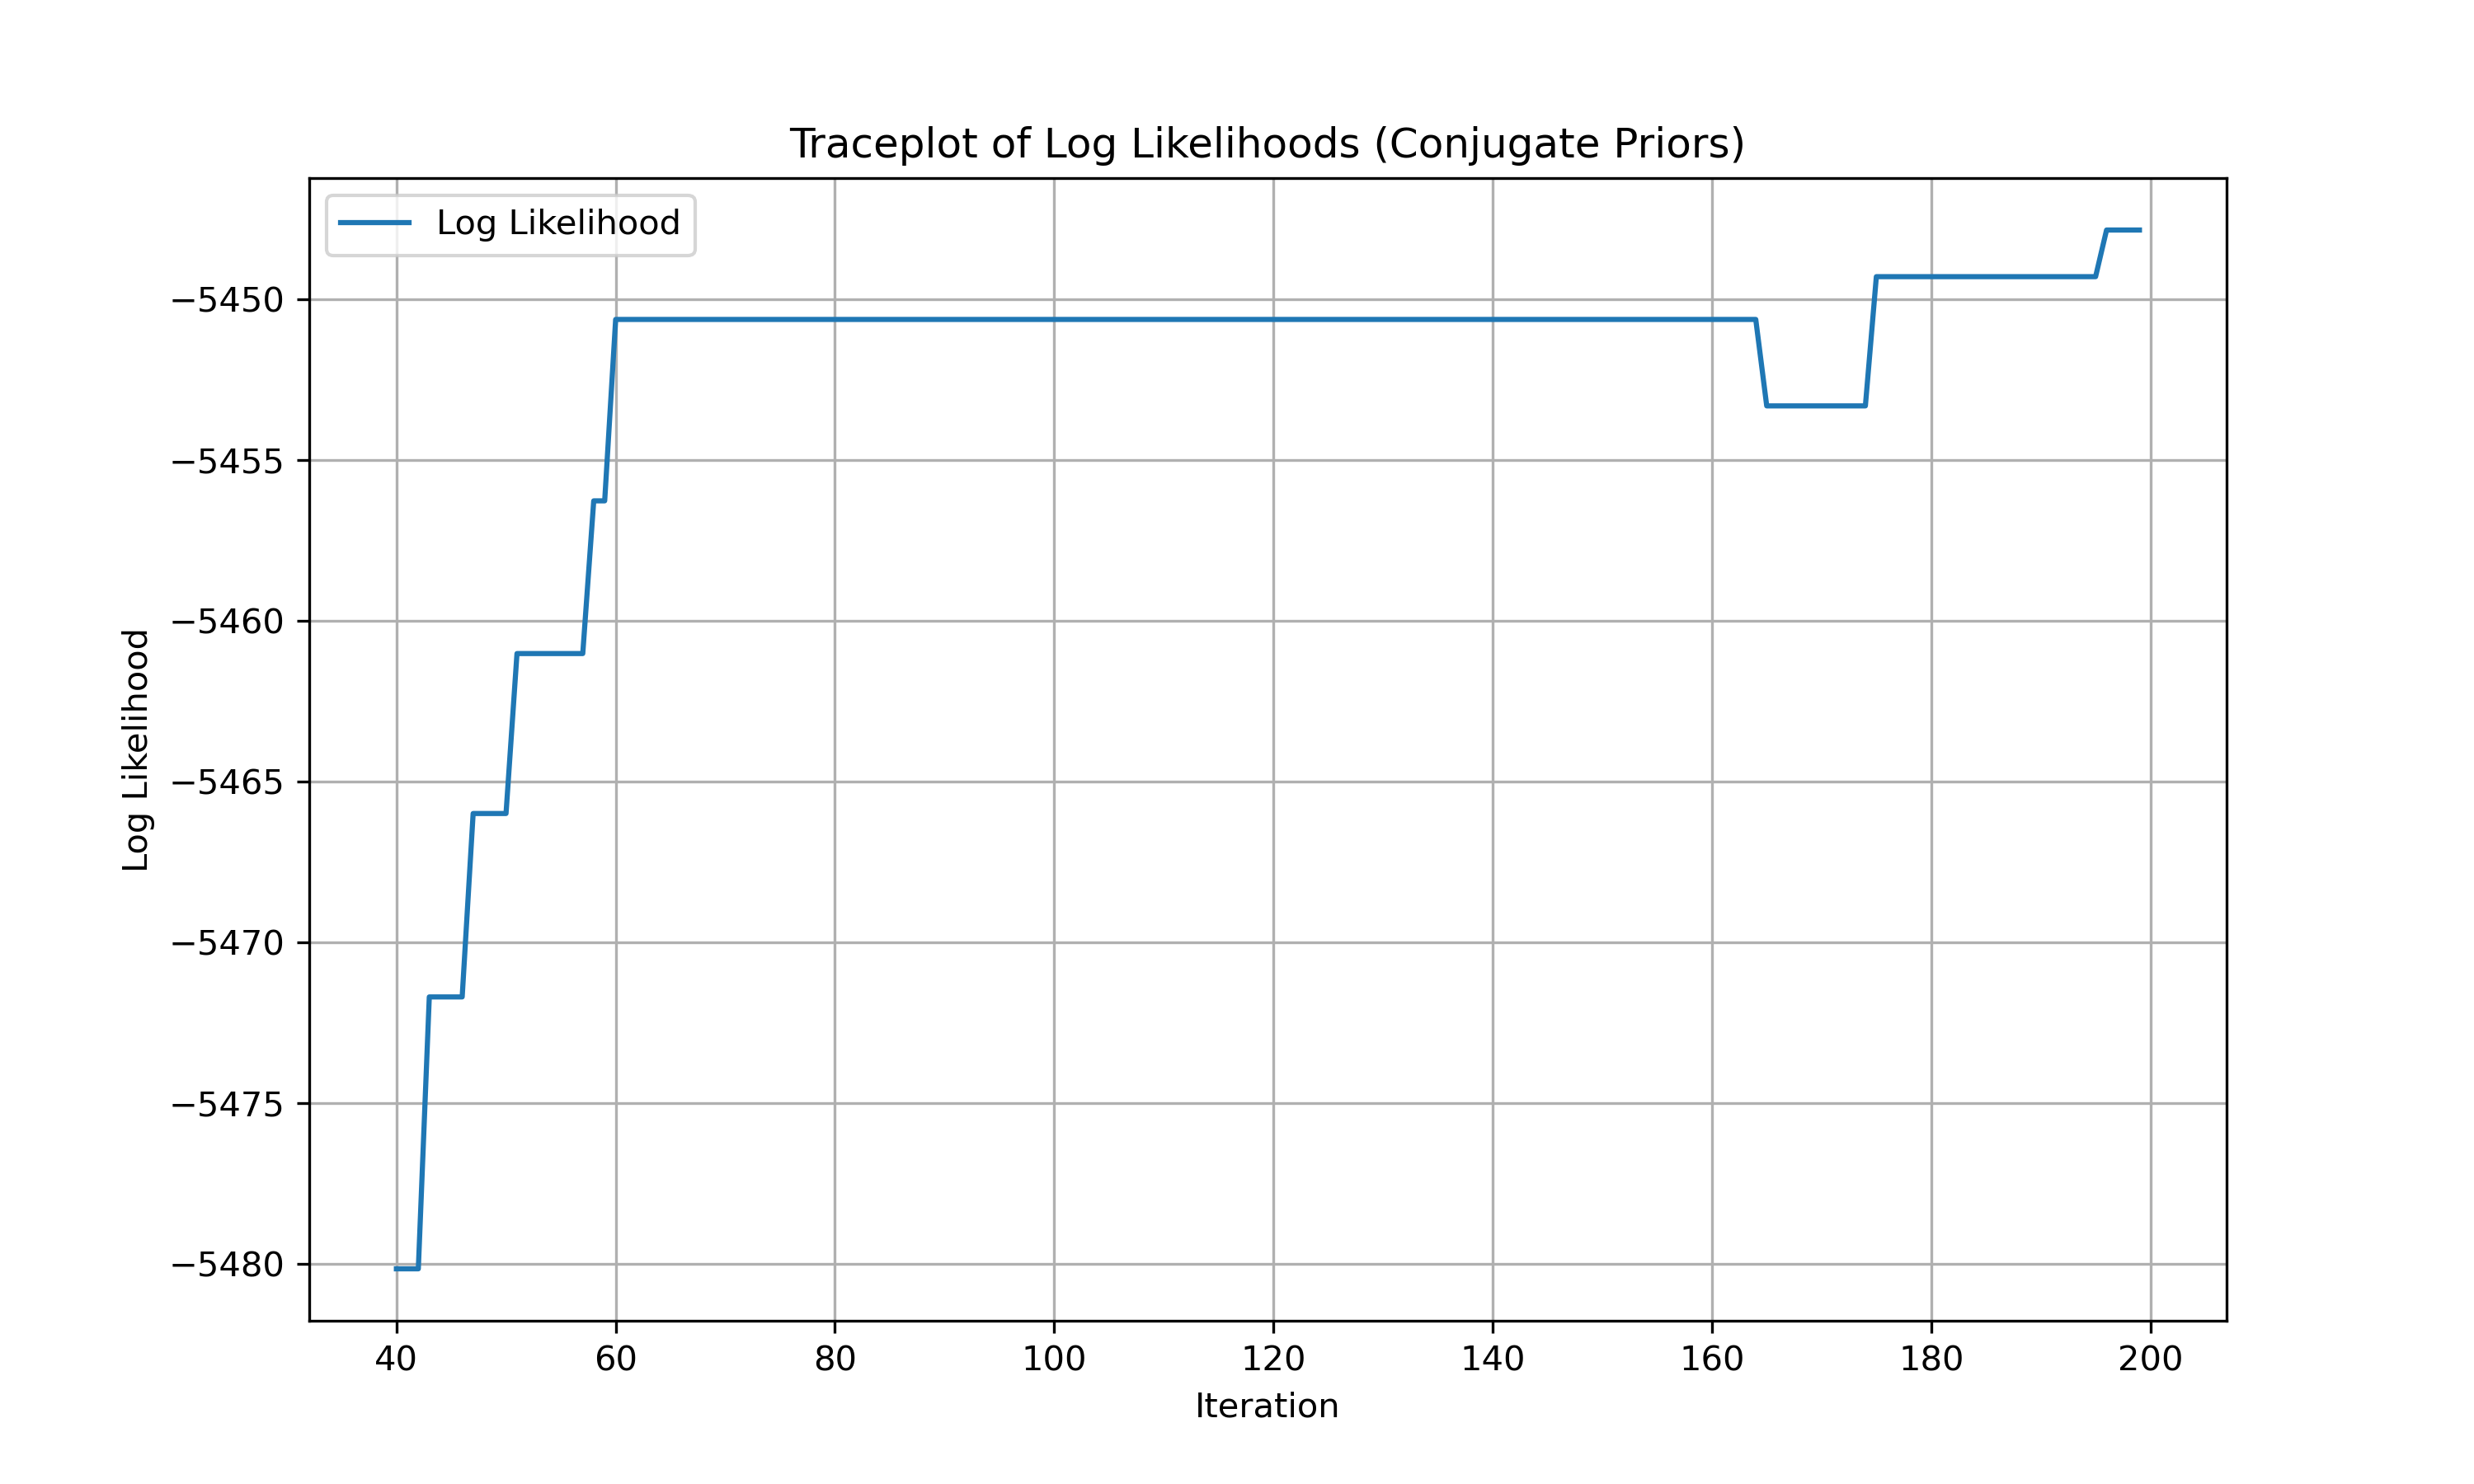 Traceplot of Log Likelihoods (Conjugate Priors)
Log Likelihood
−5450
−5455
−5460
−5465
−5470
−5475
−5480
Log Likelihood
40 60 80 100 120 140 160 180 200
Iteration